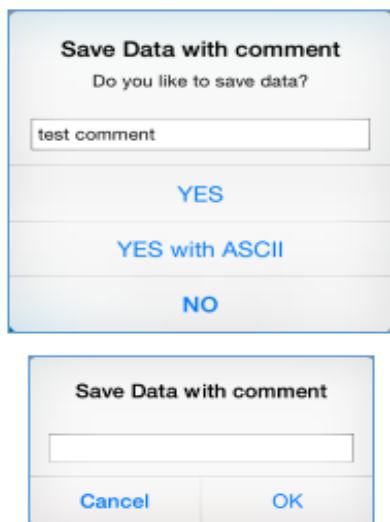 Save Data with comment
Do you like to save data?
test comment
YES
YES with ASCII
NO
Save Data with comment
Cancel OK